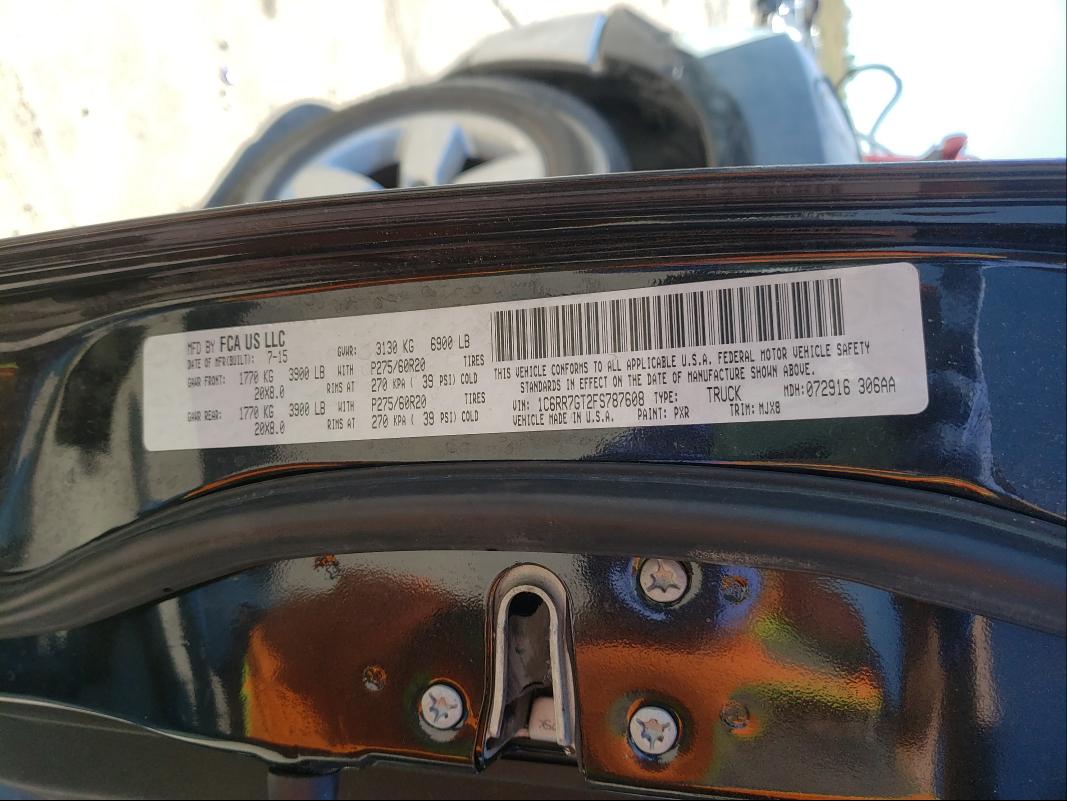 MFD BY FCA US LLC
DATE OF MFR(BUILT): 7-15 GVWR: 3130 KG 6900 LB
GAWR FRONT: 1770 KG 3900 LB WITH P275/60R20 TIRES
20X8.0 RIMS AT 270 KPA ( 39 PSI) COLD
GAWR REAR: 1770 KG 3900 LB WITH P275/60R20 TIRES
20X8.0 RIMS AT 270 KPA ( 39 PSI) COLD
THIS VEHICLE CONFORMS TO ALL APPLICABLE U.S.A. FEDERAL MOTOR VEHICLE SAFETY
STANDARDS IN EFFECT ON THE DATE OF MANUFACTURE SHOWN ABOVE.
VIN: 1C6RR7GT2FS787608 TYPE: TRUCK MDH:072916 306AA
VEHICLE MADE IN U.S.A. PAINT: PXR TRIM: MJX8